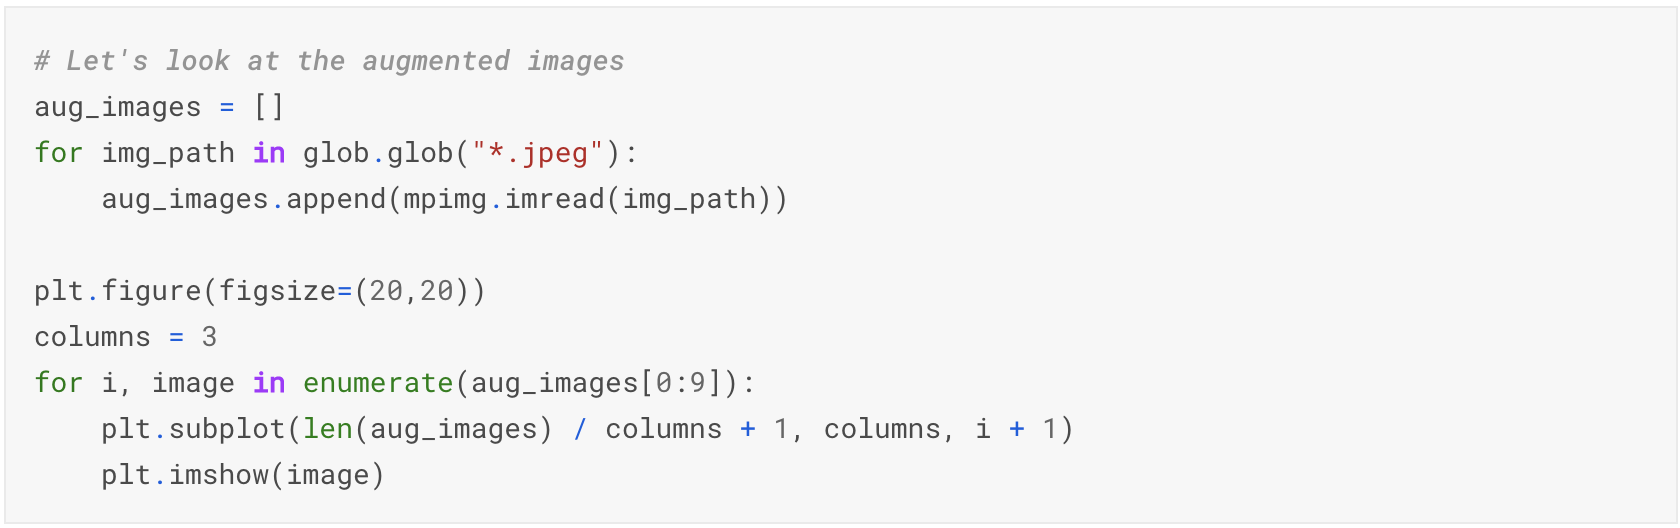 # Let's look at the augmented images
aug_images = []
for img_path in glob.glob("*.jpeg"):
    aug_images.append(mpimg.imread(img_path))

plt.figure(figsize=(20,20))
columns = 3
for i, image in enumerate(aug_images[0:9]):
    plt.subplot(len(aug_images) / columns + 1, columns, i + 1)
    plt.imshow(image)